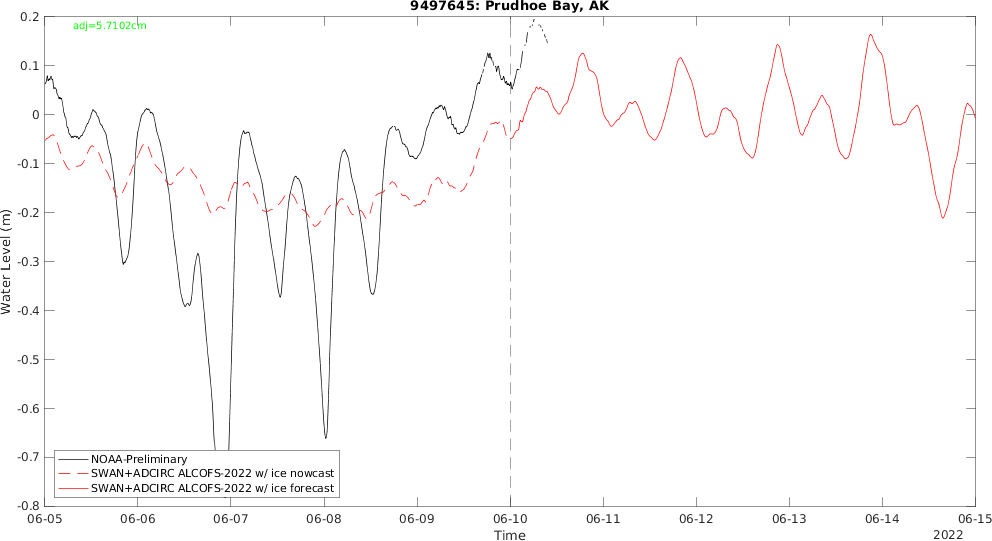 9497645: Prudhoe Bay, AK
adj=5.7102cm
0.2
0.1
0
-0.1
-0.2
-0.3
-0.4
-0.5
-0.6
-0.7
-0.8
Water Level (m)
NOAA-Preliminary
SWAN+ADCIRC ALCOFS-2022 w/ ice nowcast
SWAN+ADCIRC ALCOFS-2022 w/ ice forecast
06-05 06-06 06-07 06-08 06-09 06-10 06-11 06-12 06-13 06-14 06-15
Time
2022